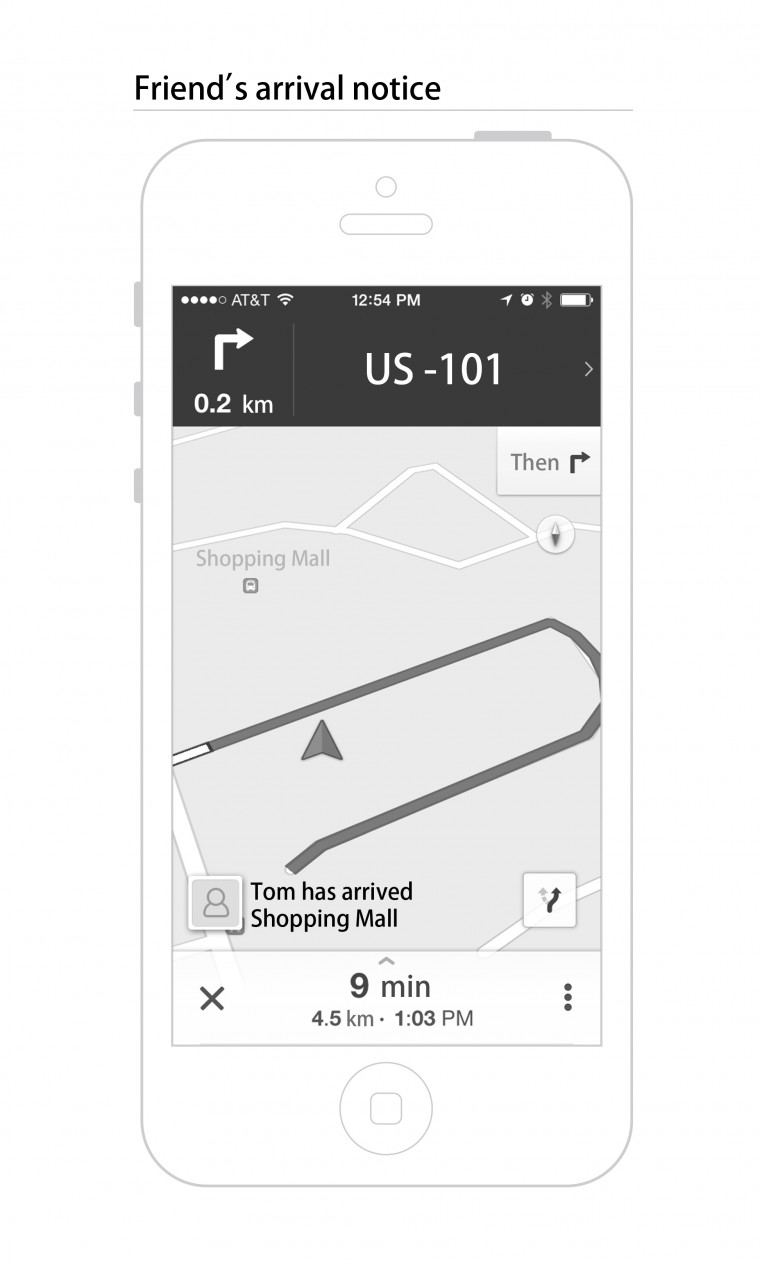 Friend´s arrival notice
AT&T 12:54 PM
US -101
0.2 km
Then
Shopping Mall
Tom has arrived
Shopping Mall
9 min
4.5 km · 1:03 PM